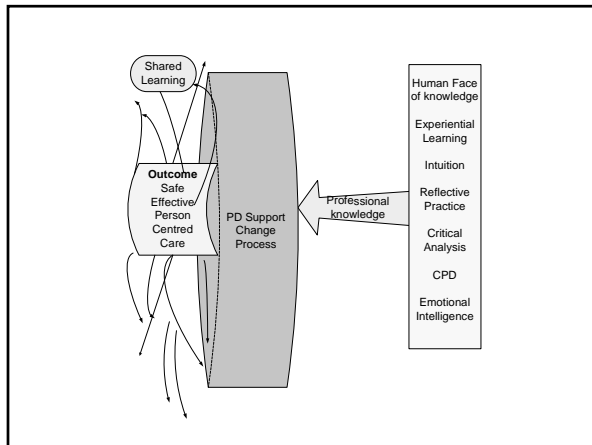 Shared
Learning
Outcome
Safe
Effective
Person
Centred
Care
PD Support
Change
Process
Professional
knowledge
Human Face
of knowledge
Experiential
Learning
Intuition
Reflective
Practice
Critical
Analysis
CPD
Emotional
Intelligence